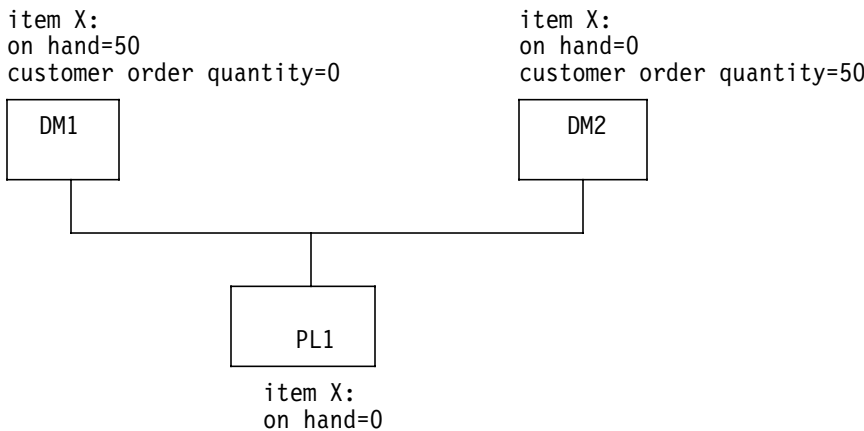 item X:
on hand=50
customer order quantity=0
item X:
on hand=0
customer order quantity=50
DM1
DM2
PL1
item X:
on hand=0